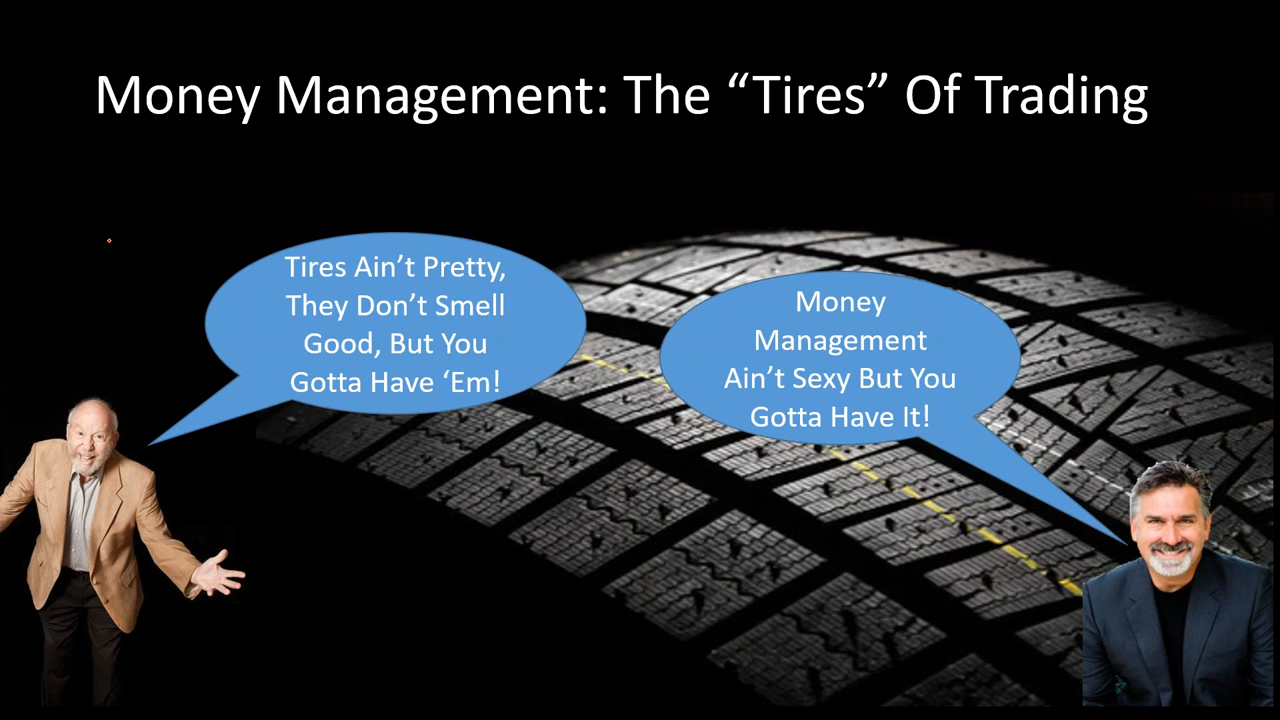 Money Management: The “Tires” Of Trading
Tires Ain’t Pretty,
They Don’t Smell
Good, But You
Gotta Have ‘Em!
Money
Management
Ain’t Sexy But You
Gotta Have It!